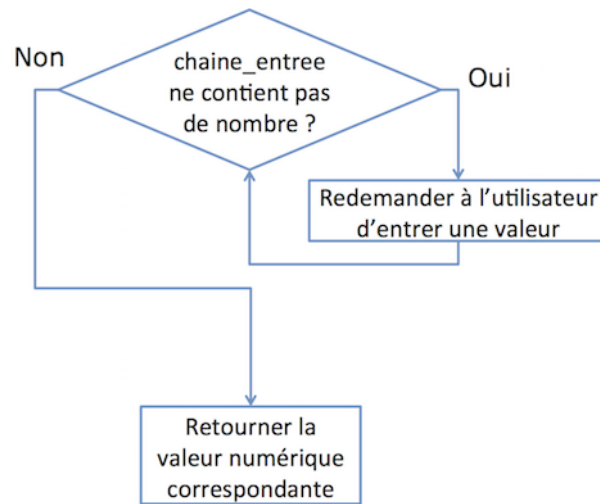 Non
chaine_entree
ne contient pas
de nombre ?
Oui
Redemander à l'utilisateur
d'entrer une valeur
Retourner la
valeur numérique
correspondante